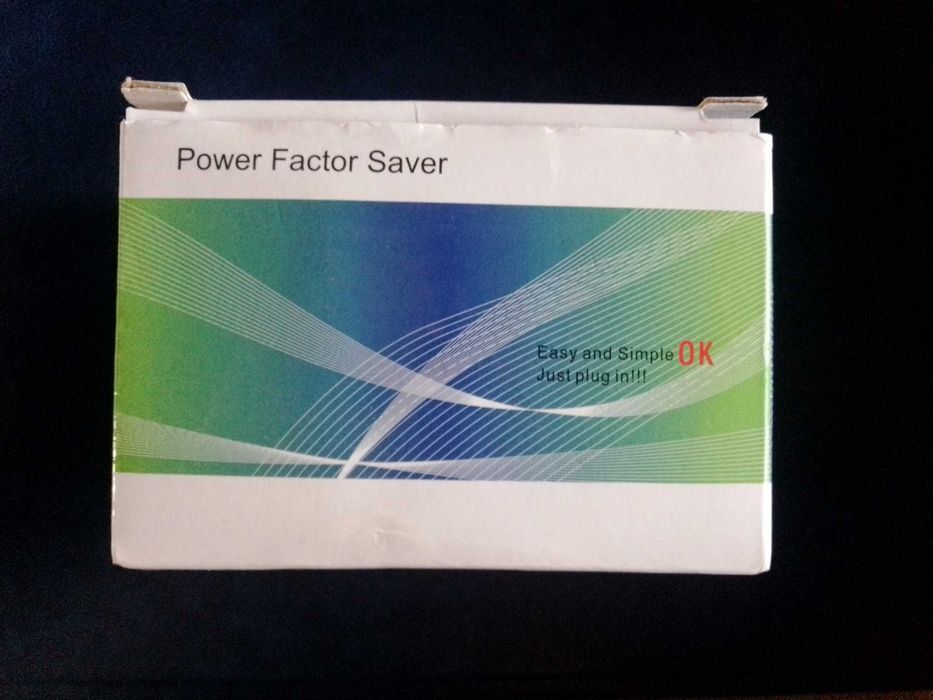 Power Factor Saver
Easy and Simple OK
Just plug in!!!